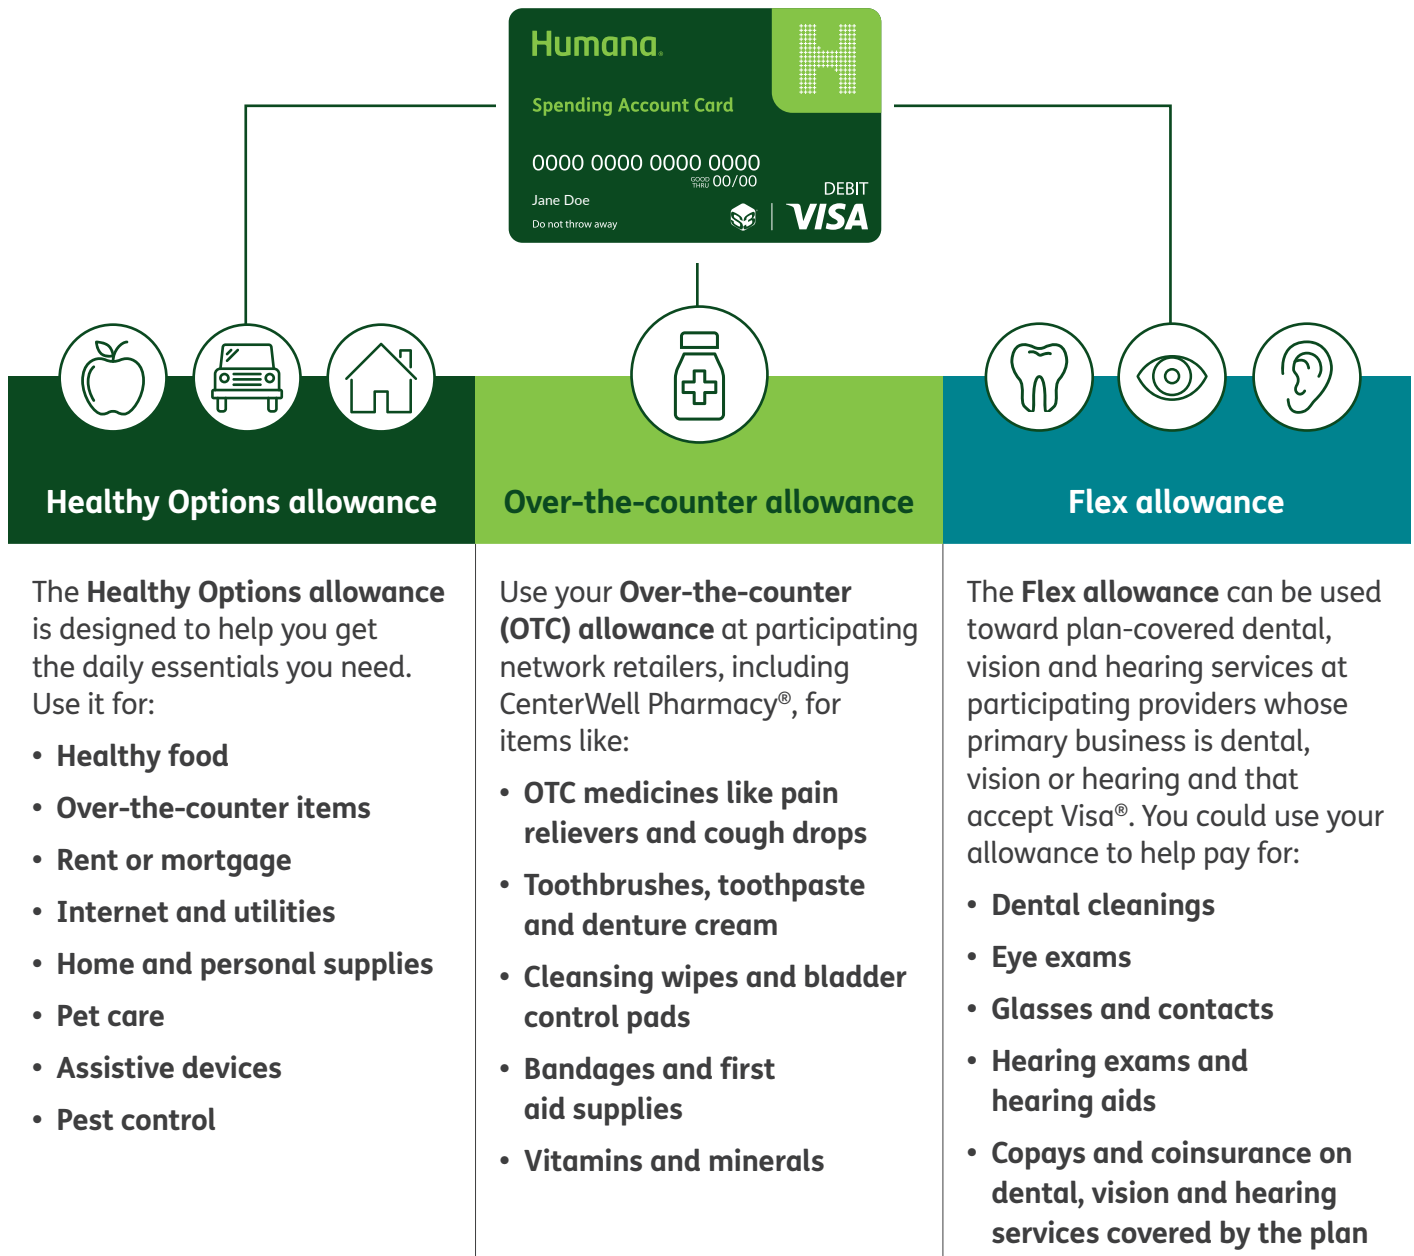 Humana®
Spending Account Card
0000 0000 0000 0000
GOOD THRU 00/00
Jane Doe
Do not throw away
DEBIT
VISA
Healthy Options allowance
The Healthy Options allowance
is designed to help you get
the daily essentials you need.
Use it for:
• Healthy food
• Over-the-counter items
• Rent or mortgage
• Internet and utilities
• Home and personal supplies
• Pet care
• Assistive devices
• Pest control
Over-the-counter allowance
Use your Over-the-counter
(OTC) allowance at participating
network retailers, including
CenterWell Pharmacy®, for
items like:
• OTC medicines like pain
relievers and cough drops
• Toothbrushes, toothpaste
and denture cream
• Cleansing wipes and bladder
control pads
• Bandages and first
aid supplies
• Vitamins and minerals
Flex allowance
The Flex allowance can be used
toward plan-covered dental,
vision and hearing services at
participating providers whose
primary business is dental,
vision or hearing and that
accept Visa®. You could use your
allowance to help pay for:
• Dental cleanings
• Eye exams
• Glasses and contacts
• Hearing exams and
hearing aids
• Copays and coinsurance on
dental, vision and hearing
services covered by the plan